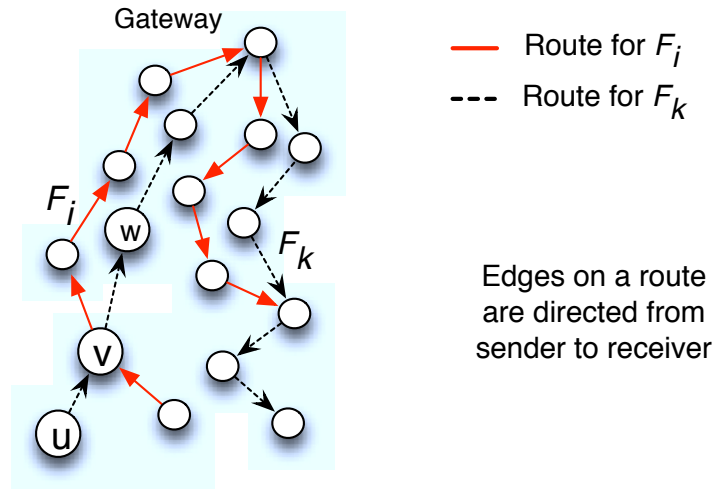 Gateway
Route for F_i
Route for F_k
F_i
w
F_k
Edges on a route
are directed from
sender to receiver
v
u